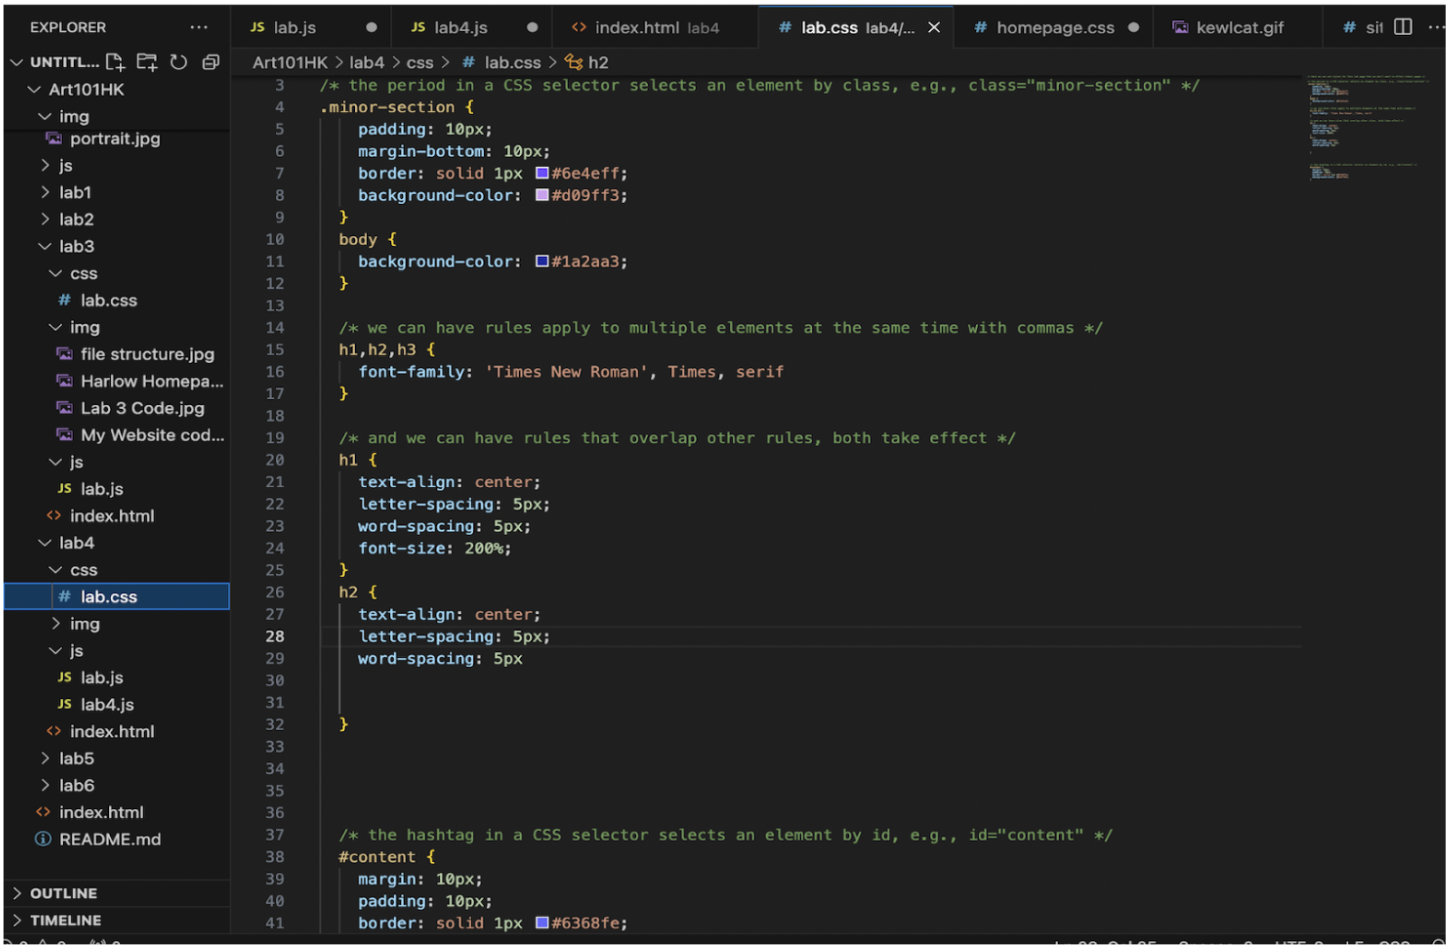 EXPLORER ...
UNTITL...
Art101HK
img
portrait.jpg
js
lab1
lab2
lab3
css
# lab.css
img
file structure.jpg
Harlow Homepa...
Lab 3 Code.jpg
My Website cod...
js
JS lab.js
<> index.html
lab4
css
# lab.css
img
js
JS lab.js
JS lab4.js
<> index.html
lab5
lab6
<> index.html
README.md
OUTLINE
TIMELINE
JS lab.js JS lab4.js <> index.html lab4 # lab.css lab4/... # homepage.css kewlcat.gif #
Art101HK > lab4 > css > # lab.css > h2
3 /* the period in a CSS selector selects an element by class, e.g., class="minor-section" */
4 .minor-section {
5 padding: 10px;
6 margin-bottom: 10px;
7 border: solid 1px #6e4eff;
8 background-color: #d09ff3;
9 }
10 body {
11 background-color: #1a2aa3;
12 }
13
14 /* we can have rules apply to multiple elements at the same time with commas */
15 h1,h2,h3 {
16 font-family: 'Times New Roman', Times, serif
17 }
18
19 /* and we can have rules that overlap other rules, both take effect */
20 h1 {
21 text-align: center;
22 letter-spacing: 5px;
23 word-spacing: 5px;
24 font-size: 200%;
25 }
26 h2 {
27 text-align: center;
28 letter-spacing: 5px;
29 word-spacing: 5px
30
31
32 }
33
34
35
36
37 /* the hashtag in a CSS selector selects an element by id, e.g., id="content" */
38 #content {
39 margin: 10px;
40 padding: 10px;
41 border: solid 1px #6368fe;